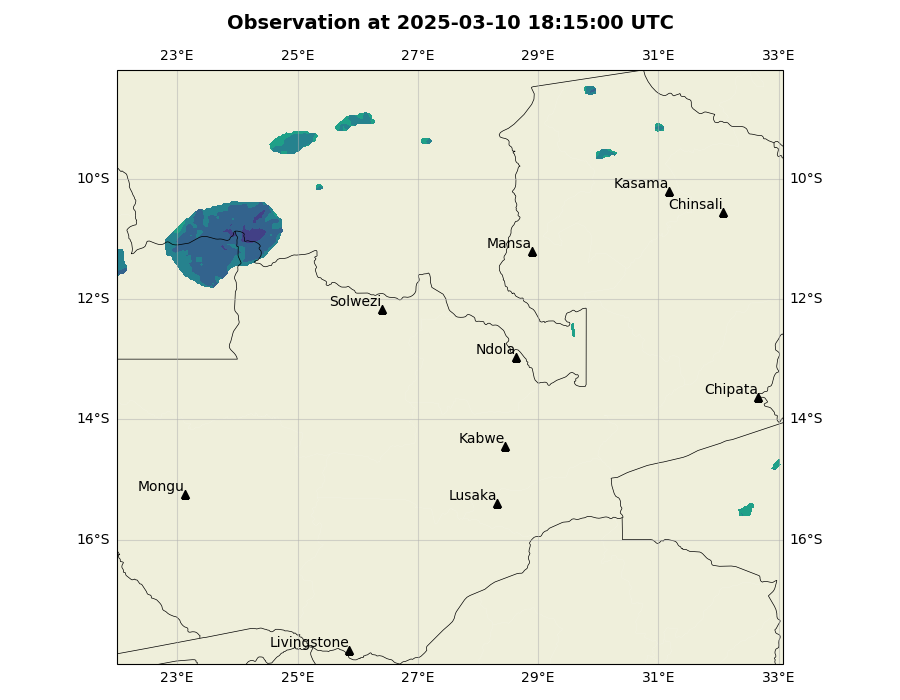 Observation at 2025-03-10 18:15:00 UTC
23°E 25°E 27°E 29°E 31°E 33°E
10°S 10°S
Kasama
Chinsali
Mansa
12°S 12°S
Solwezi
Ndola
Chipata
14°S 14°S
Kabwe
Mongu
Lusaka
16°S 16°S
Livingstone
23°E 25°E 27°E 29°E 31°E 33°E